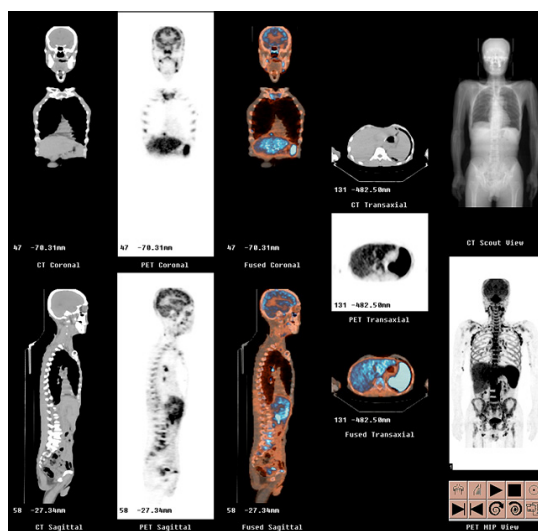 47 -70.31mm
CT Coronal
47 -70.31mm
PET Coronal
47 -70.31mm
Fused Coronal
131 -482.50mm
CT Transaxial
CT Scout View
131 -482.50mm
PET Transaxial
131 -482.50mm
Fused Transaxial
58 -27.34mm
CT Sagittal
58 -27.34mm
PET Sagittal
58 -27.34mm
Fused Sagittal
PET MIP View